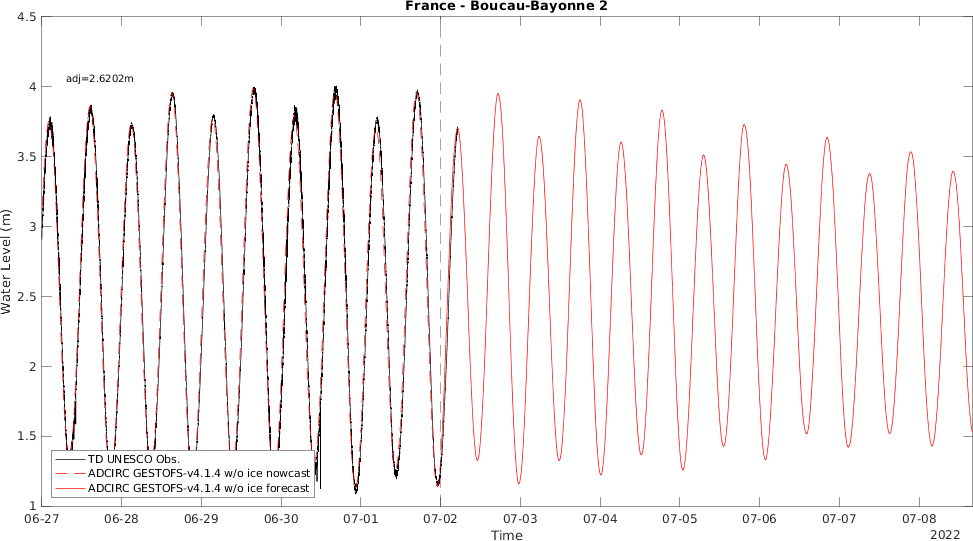 France - Boucau-Bayonne 2
adj=2.6202m
Water Level (m)
4.5
4
3.5
3
2.5
2
1.5
1
TD UNESCO Obs.
ADCIRC GESTOFS-v4.1.4 w/o ice nowcast
ADCIRC GESTOFS-v4.1.4 w/o ice forecast
06-27 06-28 06-29 06-30 07-01 07-02 07-03 07-04 07-05 07-06 07-07 07-08
Time
2022